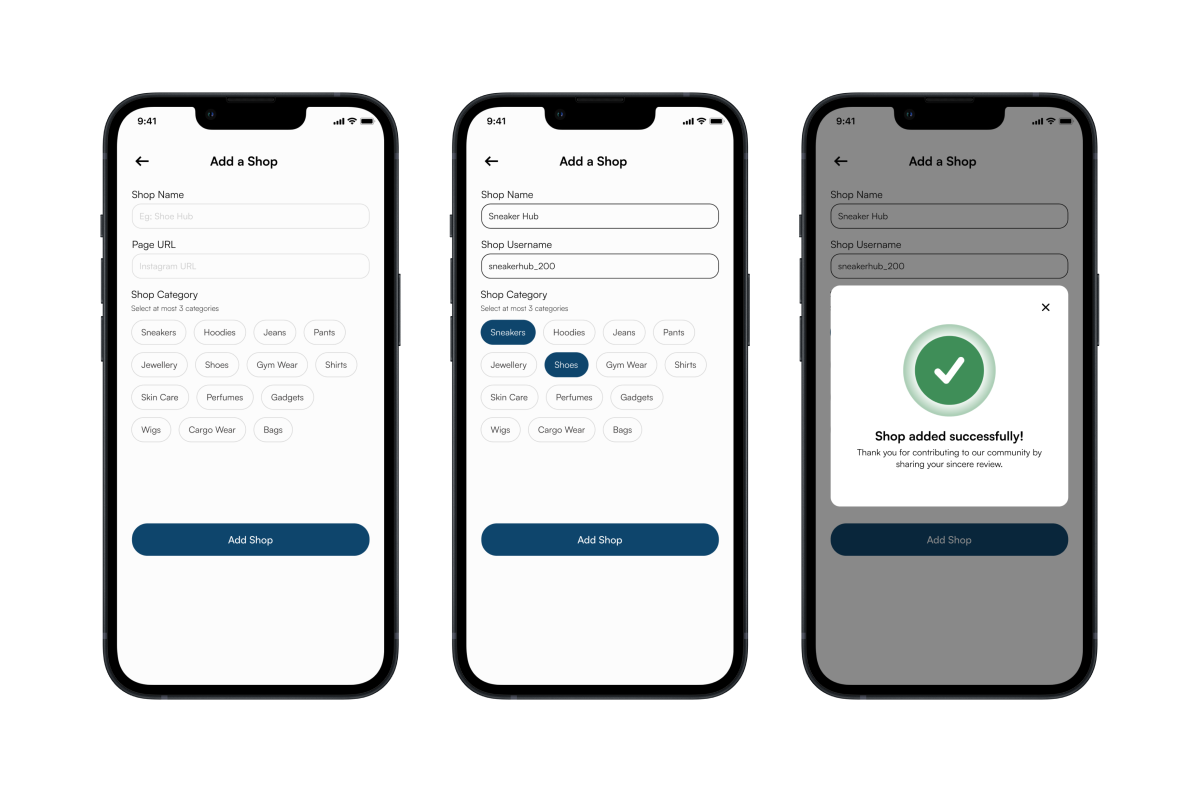 9:41
Add a Shop
Shop Name
Eg: Shoe Hub
Page URL
Instagram URL
Shop Category
Select at most 3 categories
Sneakers Hoodies Jeans Pants
Jewellery Shoes Gym Wear Shirts
Skin Care Perfumes Gadgets
Wigs Cargo Wear Bags
Add Shop
9:41
Add a Shop
Shop Name
Sneaker Hub
Shop Username
sneakerhub_200
Shop Category
Select at most 3 categories
Sneakers Hoodies Jeans Pants
Jewellery Shoes Gym Wear Shirts
Skin Care Perfumes Gadgets
Wigs Cargo Wear Bags
Add Shop
9:41
Add a Shop
Shop Name
Sneaker Hub
Shop Username
sneakerhub_200
Shop added successfully!
Thank you for contributing to our community by
sharing your sincere review.
Add Shop